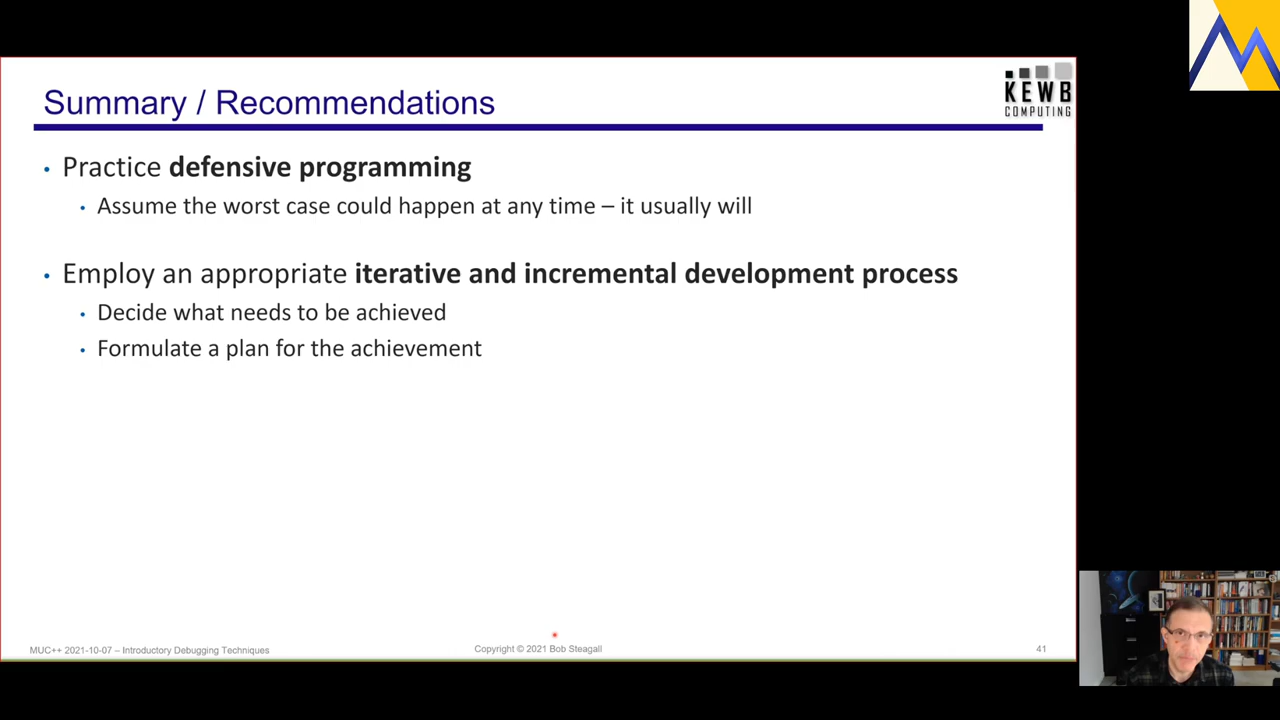 Summary / Recommendations
KEWB
COMPUTING
• Practice defensive programming
• Assume the worst case could happen at any time – it usually will
• Employ an appropriate iterative and incremental development process
• Decide what needs to be achieved
• Formulate a plan for the achievement
MUC++ 2021-10-07 – Introductory Debugging Techniques
Copyright © 2021 Bob Steagall
41